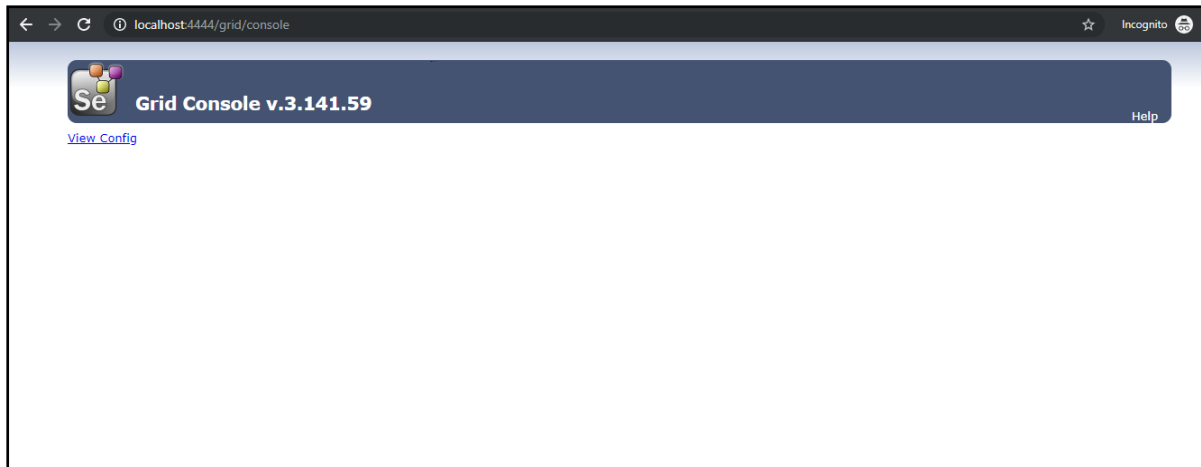 localhost:4444/grid/console
Incognito
Se
Grid Console v.3.141.59
Help
View Config